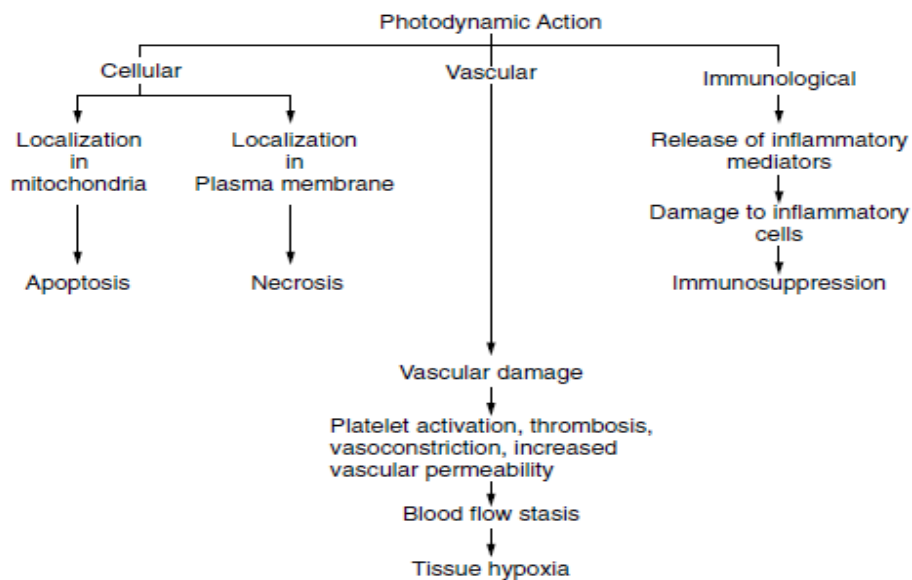 Photodynamic Action
Cellular
Vascular
Immunological
Localization
in
mitochondria
Localization
in
Plasma membrane
Release of inflammatory
mediators
Damage to inflammatory
cells
Apoptosis
Necrosis
Immunosuppression
Vascular damage
Platelet activation, thrombosis,
vasoconstriction, increased
vascular permeability
Blood flow stasis
Tissue hypoxia